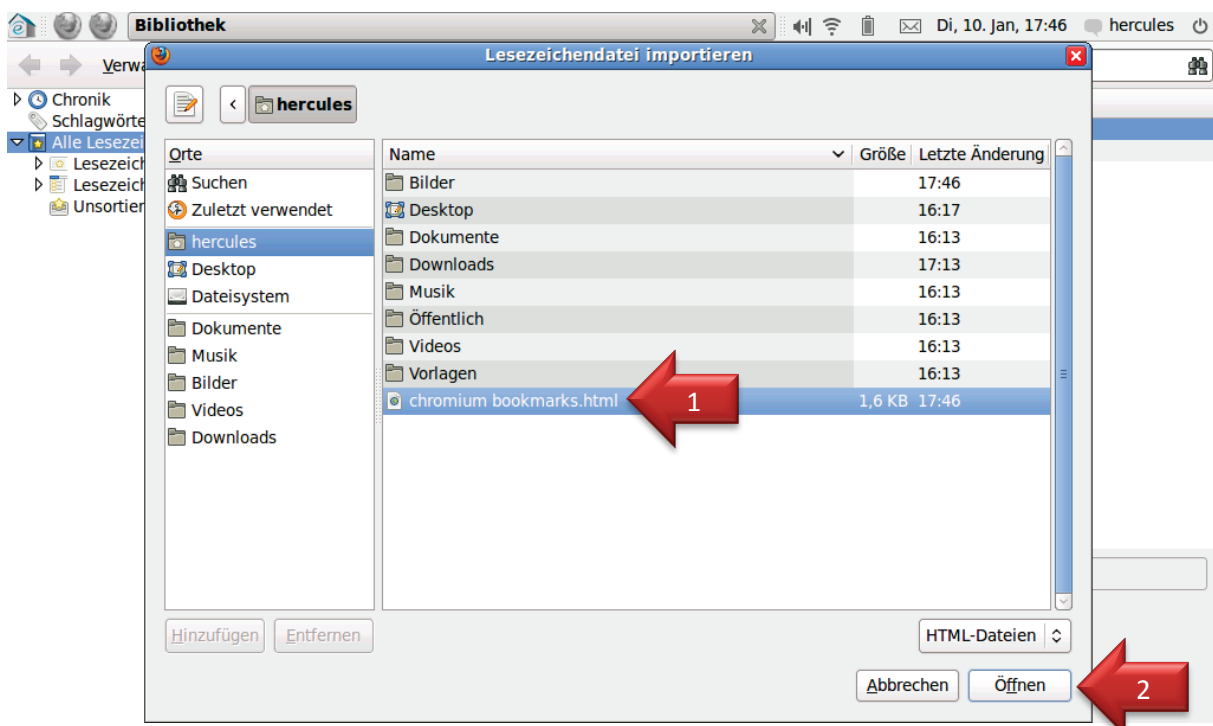 Bibliothek
Di, 10. Jan, 17:46 hercules
Lesezeichendatei importieren
Verwa
Chronik
Schlagwörte
Alle Lesezei
Lesezeich
Lesezeich
Unsortier
hercules
Orte
Suchen
Zuletzt verwendet
hercules
Desktop
Dateisystem
Dokumente
Musik
Bilder
Videos
Downloads
Name Größe Letzte Änderung
Bilder 17:46
Desktop 16:17
Dokumente 16:13
Downloads 17:13
Musik 16:13
Öffentlich 16:13
Videos 16:13
Vorlagen 16:13
chromium bookmarks.html 1,6 KB 17:46
1
Hinzufügen Entfernen
HTML-Dateien
Abbrechen Öffnen
2